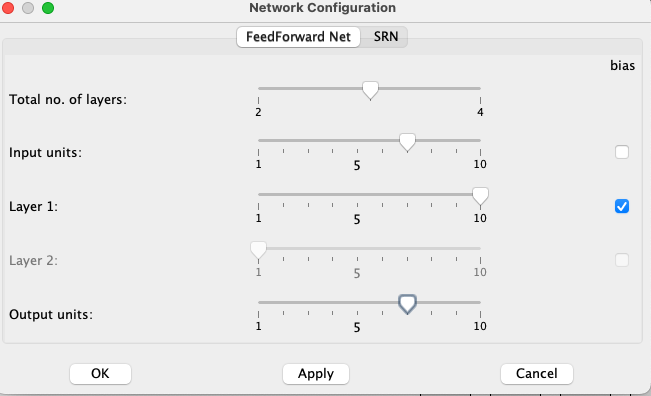 Network Configuration
FeedForward Net SRN
bias
Total no. of layers:
2 4
Input units:
1 5 10
Layer 1:
1 5 10
Layer 2:
1 5 10
Output units:
1 5 10
OK Apply Cancel